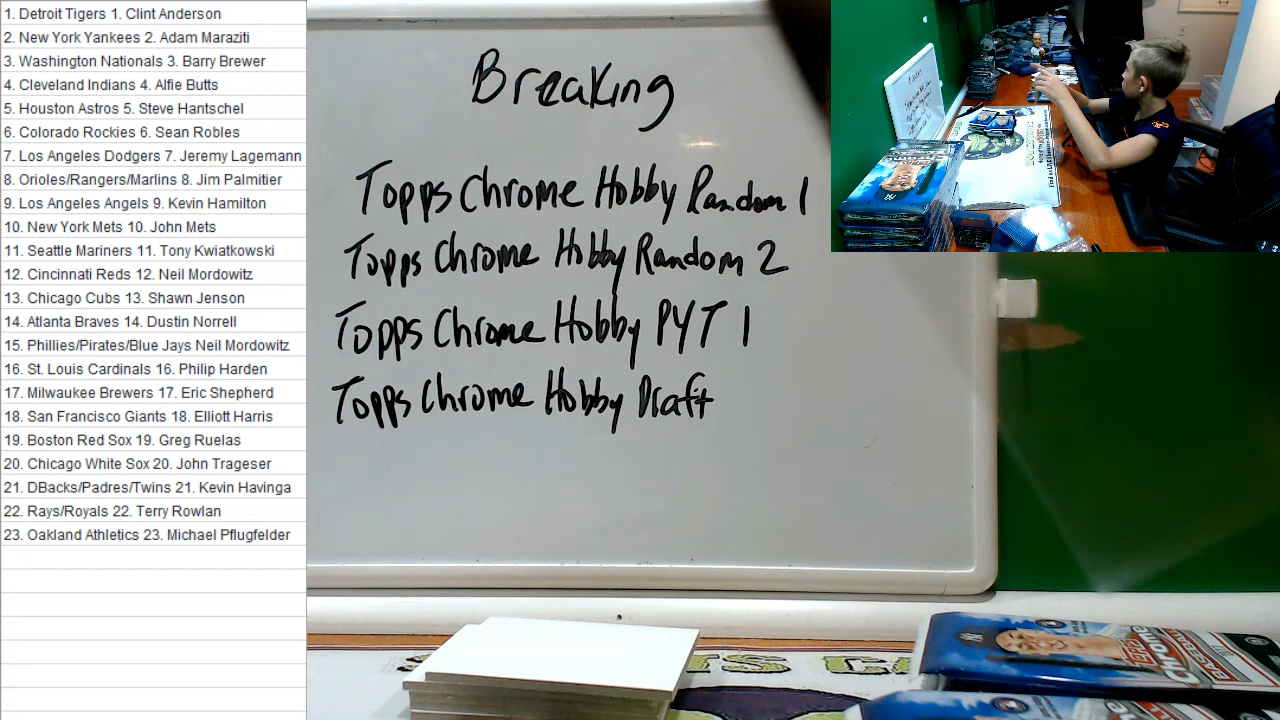 1. Detroit Tigers 1. Clint Anderson
2. New York Yankees 2. Adam Maraziti
3. Washington Nationals 3. Barry Brewer
4. Cleveland Indians 4. Alfie Butts
5. Houston Astros 5. Steve Hantschel
6. Colorado Rockies 6. Sean Robles
7. Los Angeles Dodgers 7. Jeremy Lagemann
8. Orioles/Rangers/Marlins 8. Jim Palmitier
9. Los Angeles Angels 9. Kevin Hamilton
10. New York Mets 10. John Mets
11. Seattle Mariners 11. Tony Kwiatkowski
12. Cincinnati Reds 12. Neil Mordowitz
13. Chicago Cubs 13. Shawn Jenson
14. Atlanta Braves 14. Dustin Norrell
15. Phillies/Pirates/Blue Jays Neil Mordowitz
16. St. Louis Cardinals 16. Philip Harden
17. Milwaukee Brewers 17. Eric Shepherd
18. San Francisco Giants 18. Elliott Harris
19. Boston Red Sox 19. Greg Ruelas
20. Chicago White Sox 20. John Trageser
21. DBacks/Padres/Twins 21. Kevin Havinga
22. Rays/Royals 22. Terry Rowlan
23. Oakland Athletics 23. Michael Pflugfelder
Breaking
Topps Chrome Hobby Random 1
Topps Chrome Hobby Random 2
Topps Chrome Hobby PYT 1
Topps Chrome Hobby Draft
Topps
Chrome
Baseball